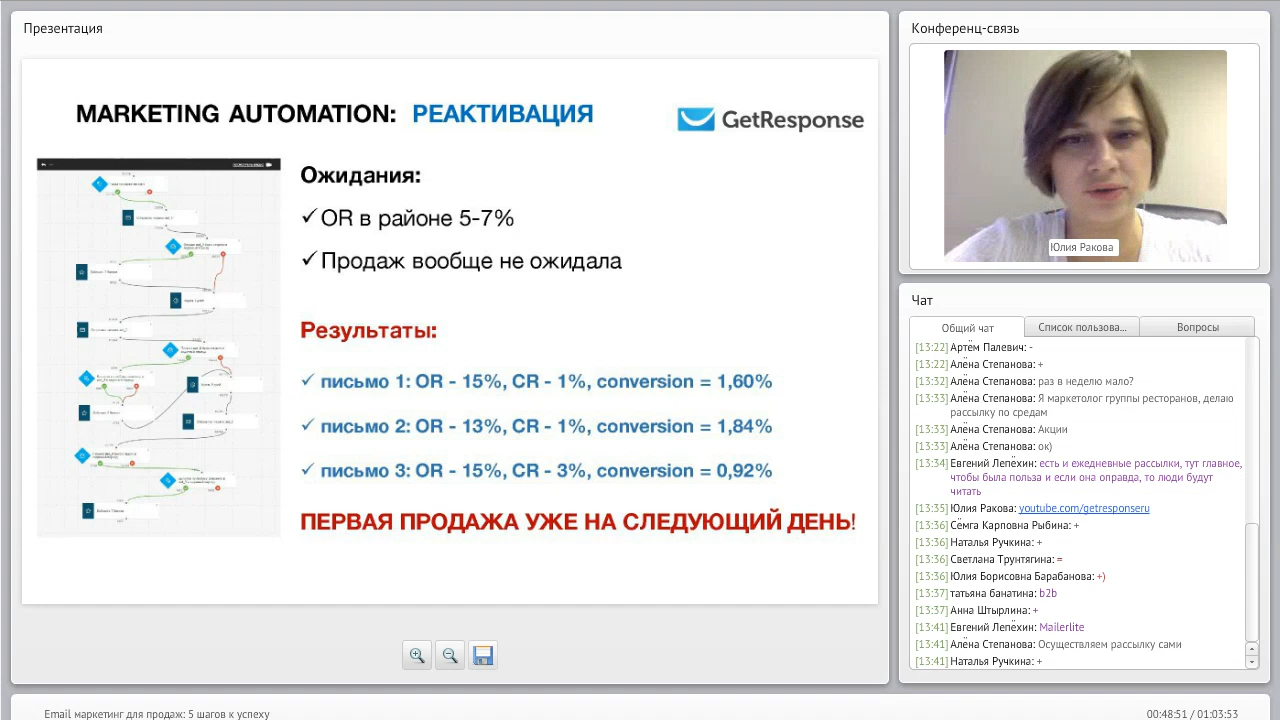 Презентация
MARKETING AUTOMATION: РЕАКТИВАЦИЯ
GetResponse
Ожидания:
✓ OR в районе 5-7%
✓ Продаж вообще не ожидала
Результаты:
✓ письмо 1: OR - 15%, CR - 1%, conversion = 1,60%
✓ письмо 2: OR - 13%, CR - 1%, conversion = 1,84%
✓ письмо 3: OR - 15%, CR - 3%, conversion = 0,92%
ПЕРВАЯ ПРОДАЖА УЖЕ НА СЛЕДУЮЩИЙ ДЕНЬ!
Конференц-связь
Юлия Ракова
Чат
Общий чат
Список пользова...
Вопросы
[13:22] Артём Палевич: -
[13:22] Алёна Степанова: +
[13:32] Алёна Степанова: раз в неделю мало?
[13:33] Алёна Степанова: Я маркетолог группы ресторанов, делаю
рассылку по средам
[13:33] Алёна Степанова: Акции
[13:33] Алёна Степанова: ок)
[13:34] Евгений Лепёхин: есть и ежедневные рассылки, тут главное,
чтобы была польза и если она оправда, то люди будут
читать
[13:35] Юлия Ракова: youtube.com/getresponseru
[13:36] Сёмга Карповна Рыбина: +
[13:36] Наталья Ручкина: +
[13:36] Светлана Трунтягина: =
[13:36] Юлия Борисовна Барабанова: +)
[13:37] татьяна банатина: b2b
[13:37] Анна Штырлина: +
[13:41] Евгений Лепёхин: Mailerlite
[13:41] Алёна Степанова: Осуществляем рассылку сами
[13:41] Наталья Ручкина: +
Email маркетинг для продаж: 5 шагов к успеху
00:48:51 / 01:03:53